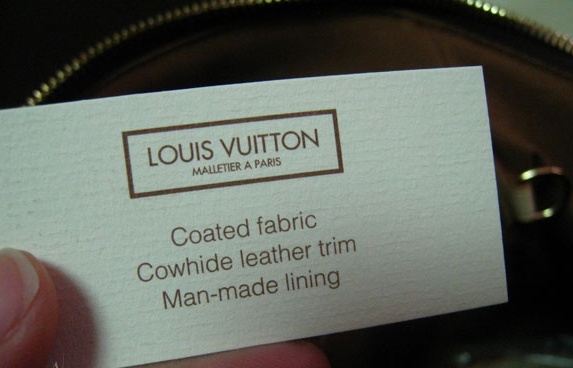 LOUIS VUITTON
MALLETIER A PARIS
Coated fabric
Cowhide leather trim
Man-made lining